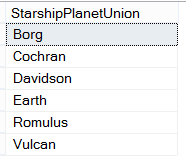 StarshipPlanetUnion
Borg
Cochran
Davidson
Earth
Romulus
Vulcan